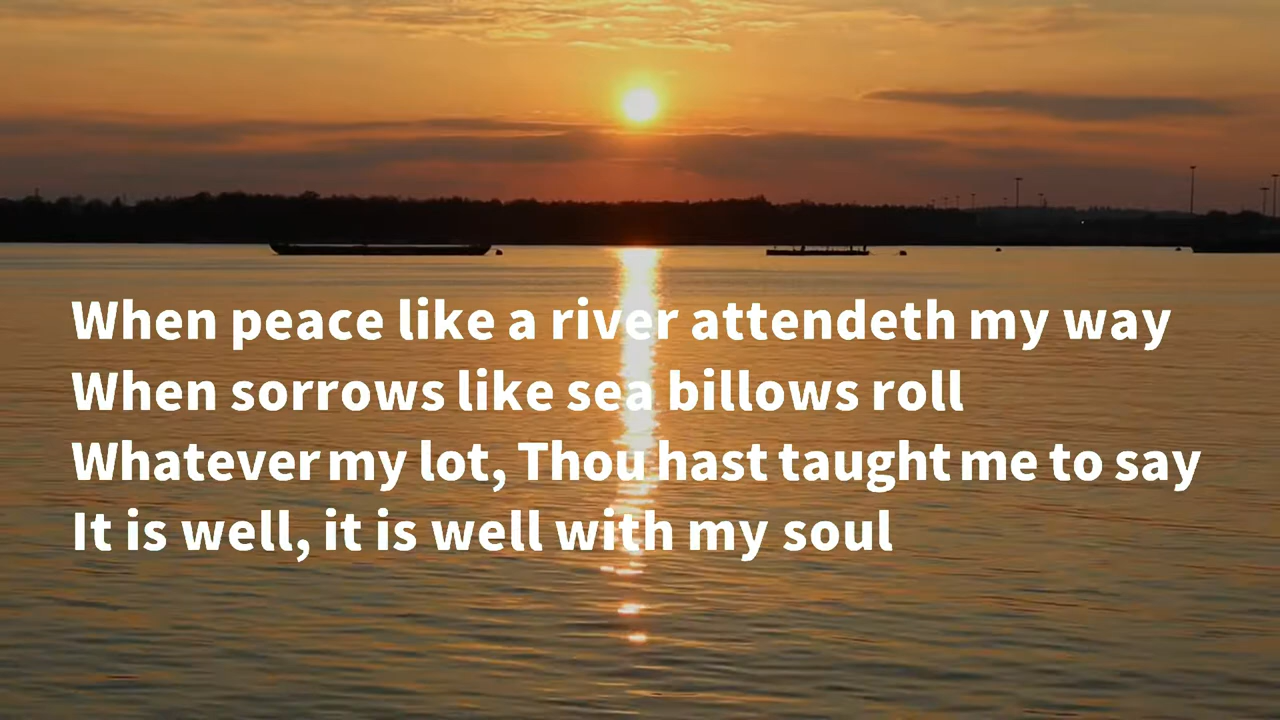 When peace like a river attendeth my way
When sorrows like sea billows roll
Whatever my lot, Thou hast taught me to say
It is well, it is well with my soul